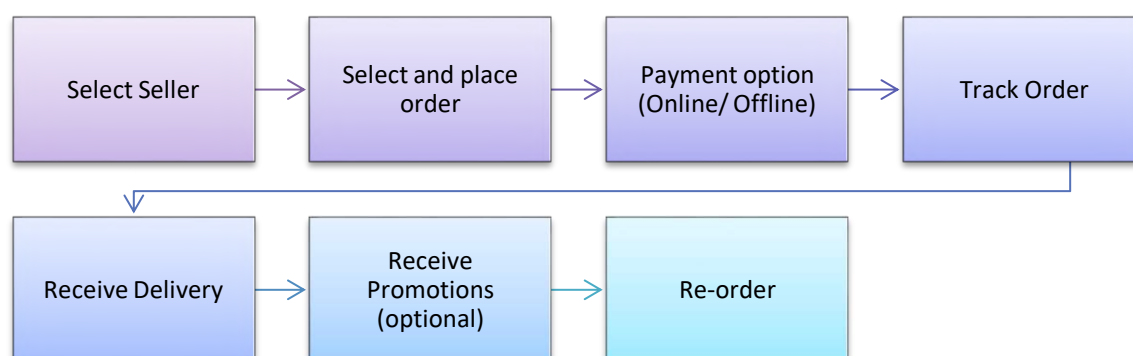 Select Seller
Select and place
order
Payment option
(Online/ Offline)
Track Order
Receive Delivery
Receive
Promotions
(optional)
Re-order